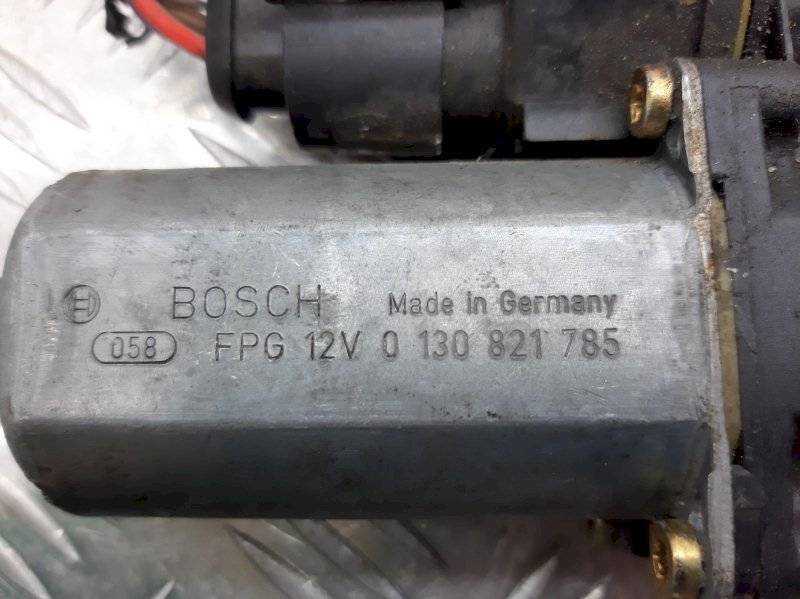 BOSCH Made in Germany
058 FPG 12V 0 130 821 785